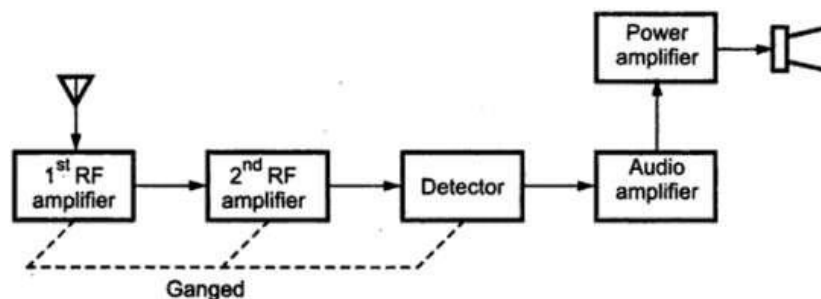 Power
amplifier
1st RF
amplifier
2nd RF
amplifier
Detector
Audio
amplifier
Ganged